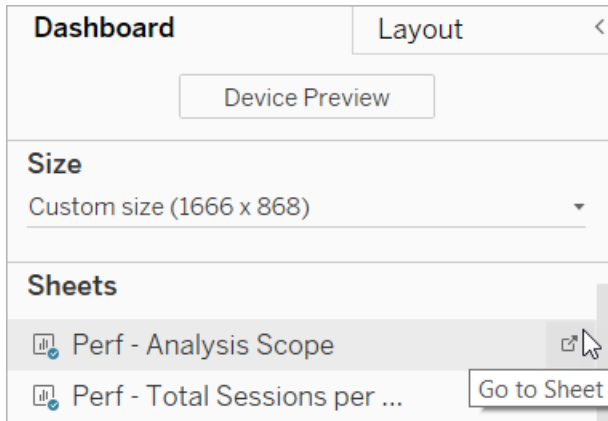 Dashboard Layout
Device Preview
Size
Custom size (1666 x 868)
Sheets
Perf - Analysis Scope
Go to Sheet
Perf - Total Sessions per ...